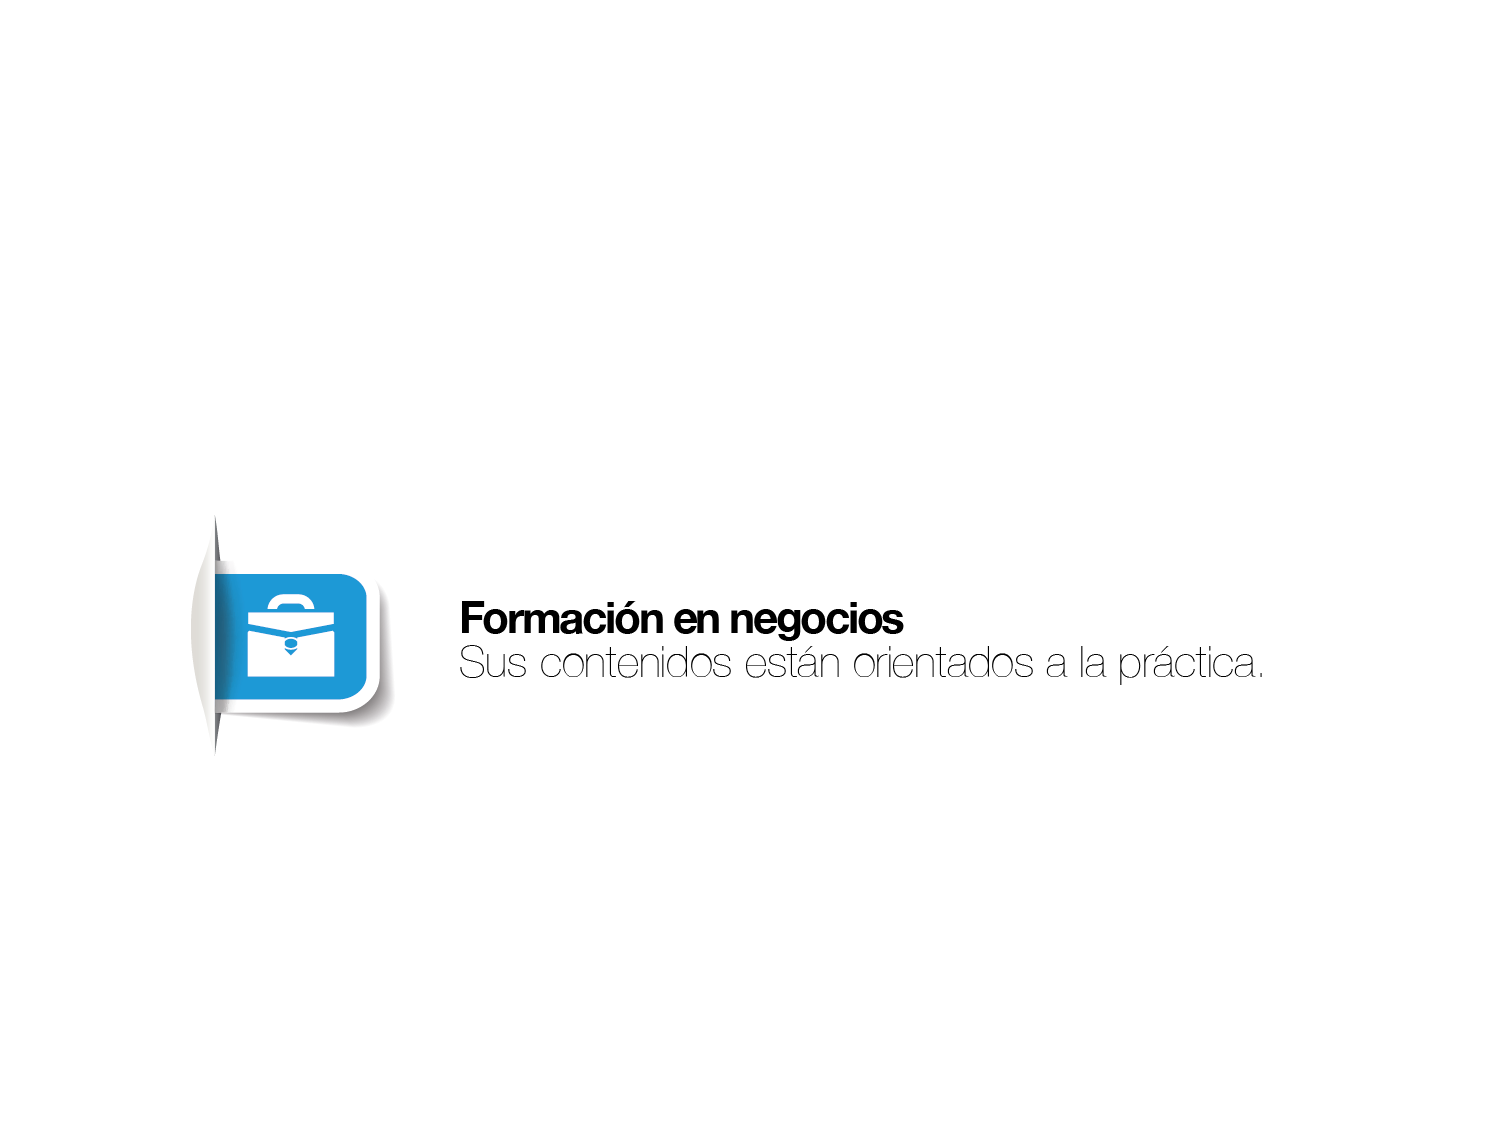 Formación en negocios
Sus contenidos están orientados a la práctica.